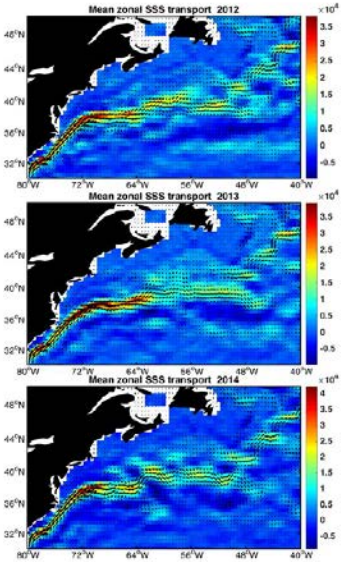 Mean zonal SSS transport 2012
×10⁴
48°N
44°N
40°N
36°N
32°N
3.5
3
2.5
2
1.5
1
0.5
0
-0.5
80°W 72°W 64°W 56°W 48°W 40°W
Mean zonal SSS transport 2013
×10⁴
48°N
44°N
40°N
36°N
32°N
3.5
3
2.5
2
1.5
1
0.5
0
-0.5
80°W 72°W 64°W 56°W 48°W 40°W
Mean zonal SSS transport 2014
×10⁴
48°N
44°N
40°N
36°N
32°N
4
3.5
3
2.5
2
1.5
1
0.5
0
-0.5
80°W 72°W 64°W 56°W 48°W 40°W